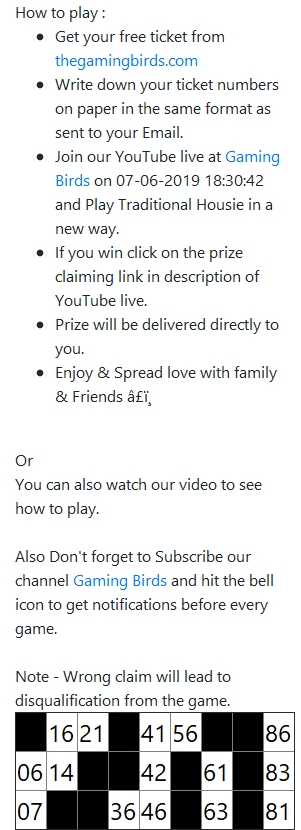 How to play :
Get your free ticket from
thegamingbirds.com
Write down your ticket numbers
on paper in the same format as
sent to your Email.
Join our YouTube live at Gaming
Birds on 07-06-2019 18:30:42
and Play Traditional Housie in a
new way.
If you win click on the prize
claiming link in description of
YouTube live.
Prize will be delivered directly to
you.
Enjoy & Spread love with family
& Friends â£ï¸
Or
You can also watch our video to see
how to play.
Also Don't forget to Subscribe our
channel Gaming Birds and hit the bell
icon to get notifications before every
game.
Note - Wrong claim will lead to
disqualification from the game.
16 21 41 56 86
06 14 42 61 83
07 36 46 63 81